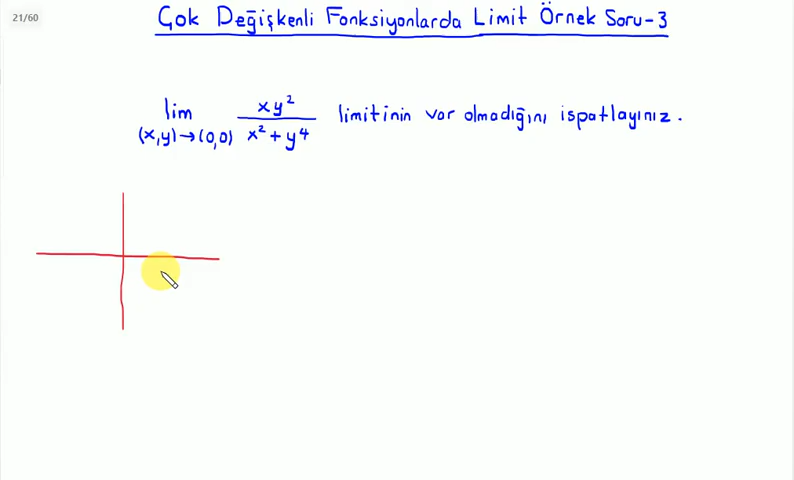 21/60
Çok Değişkenli Fonksiyonlarda Limit Örnek Soru-3
lim xy² / x² + y⁴ limitinin var olmadığını ispatlayınız.
(x,y)→(0,0)